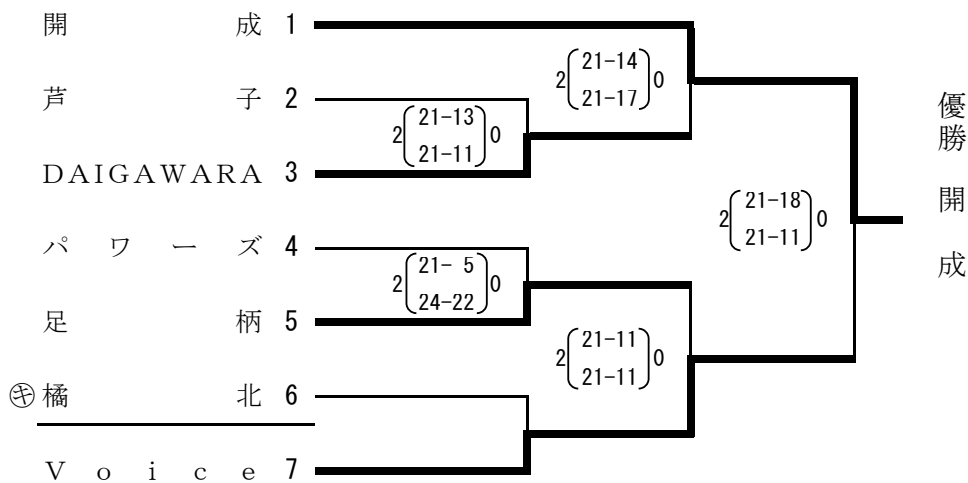 開成 1
芦子 2
DAIGAWARA 3
パワーズ 4
足柄 5
㋖橘北 6
Voice 7
2 21-13 0
21-11
2 21- 5 0
24-22
2 21-14 0
21-17
2 21-11 0
21-11
2 21-18 0
21-11
優勝 開成